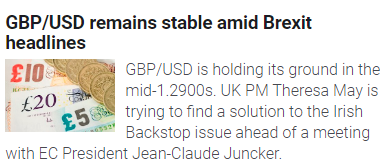 GBP/USD remains stable amid Brexit
headlines
£10
£20
£5
GBP/USD is holding its ground in the
mid-1.2900s. UK PM Theresa May is
trying to find a solution to the Irish
Backstop issue ahead of a meeting
with EC President Jean-Claude Juncker.